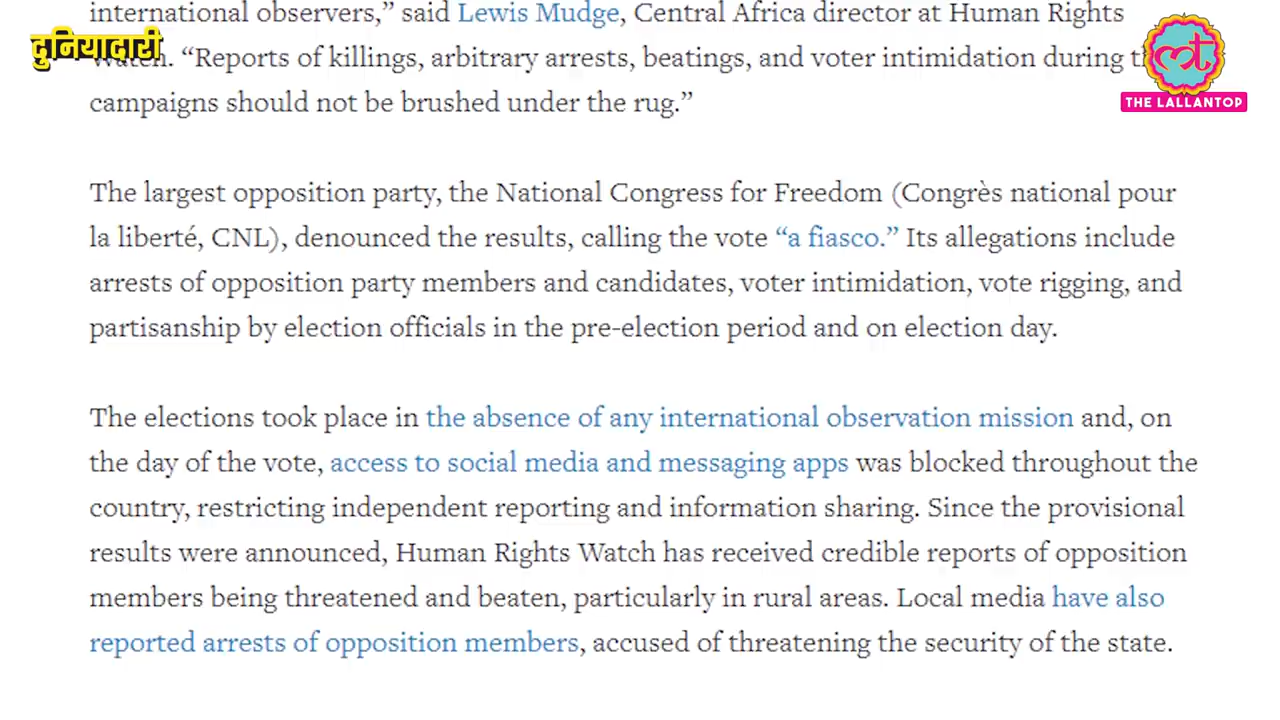 international observers,” said Lewis Mudge, Central Africa director at Human Rights
दुनियादारी
Watch. “Reports of killings, arbitrary arrests, beatings, and voter intimidation during
campaigns should not be brushed under the rug.”
THE LALLANTOP
The largest opposition party, the National Congress for Freedom (Congrès national pour
la liberté, CNL), denounced the results, calling the vote “a fiasco.” Its allegations include
arrests of opposition party members and candidates, voter intimidation, vote rigging, and
partisanship by election officials in the pre-election period and on election day.
The elections took place in the absence of any international observation mission and, on
the day of the vote, access to social media and messaging apps was blocked throughout the
country, restricting independent reporting and information sharing. Since the provisional
results were announced, Human Rights Watch has received credible reports of opposition
members being threatened and beaten, particularly in rural areas. Local media have also
reported arrests of opposition members, accused of threatening the security of the state.